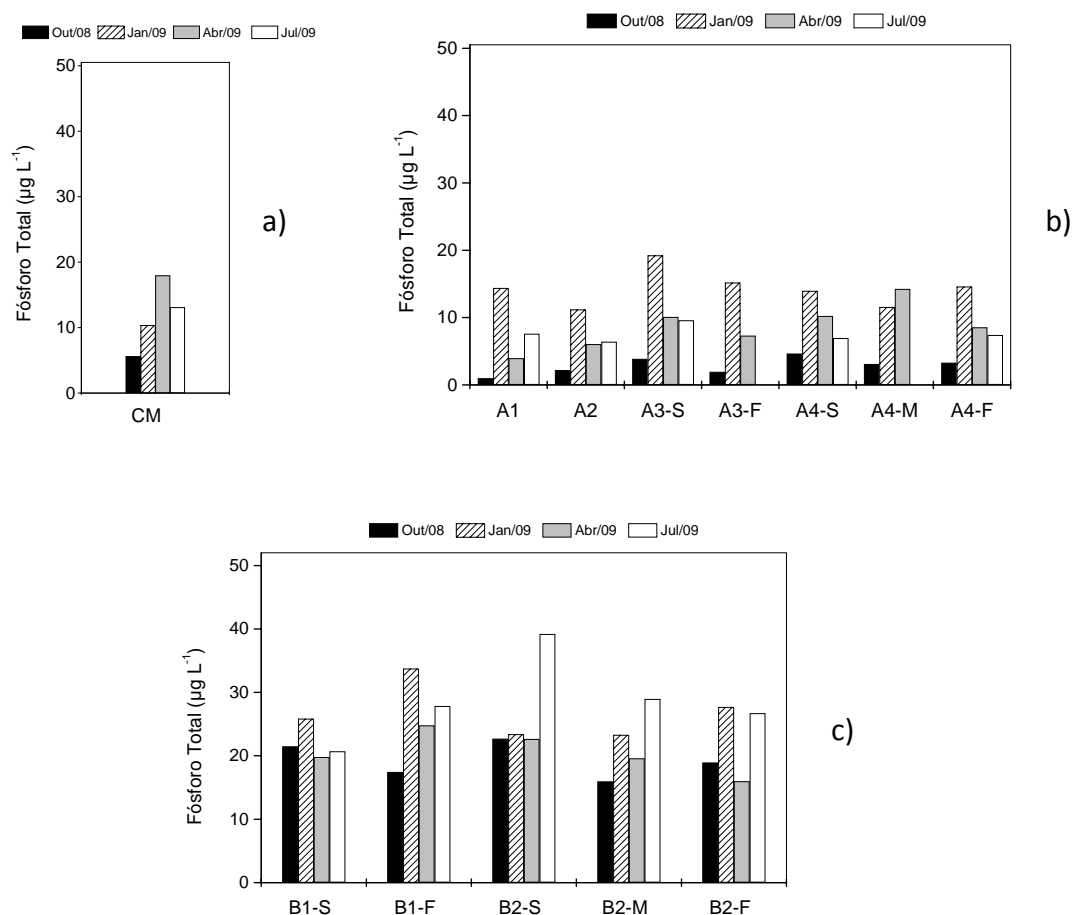 Out/08 Jan/09 Abr/09 Jul/09
50
40
30
20
10
0
Fósforo Total (µg L-1)
CM
a)
Out/08 Jan/09 Abr/09 Jul/09
50
40
30
20
10
0
Fósforo Total (µg L-1)
A1 A2 A3-S A3-F A4-S A4-M A4-F
b)
Out/08 Jan/09 Abr/09 Jul/09
50
40
30
20
10
0
Fósforo Total (µg L-1)
B1-S B1-F B2-S B2-M B2-F
c)